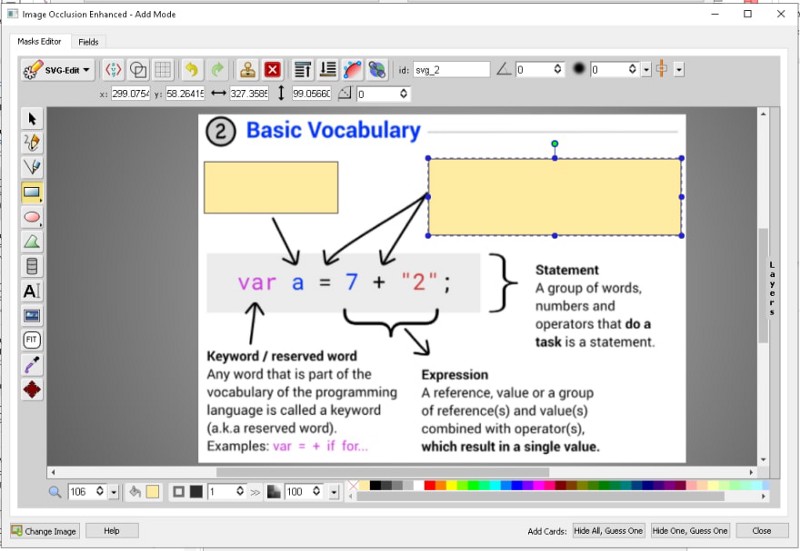 Image Occlusion Enhanced - Add Mode
Masks Editor
Fields
SVG-Edit
id: svg_2
0
0
x: 299.0754
y: 58.26415
327.3585
99.0566
0
2 Basic Vocabulary
var a = 7 + "2";
Statement
A group of words,
numbers and
operators that do a
task is a statement.
Keyword / reserved word
Any word that is part of the
vocabulary of the programming
language is called a keyword
(a.k.a reserved word).
Examples: var = + if for...
Expression
A reference, value or a group
of reference(s) and value(s)
combined with operator(s),
which result in a single value.
Layers
A
FIT
106
1
>>
100
Change Image
Help
Add Cards:
Hide All, Guess One
Hide One, Guess One
Close